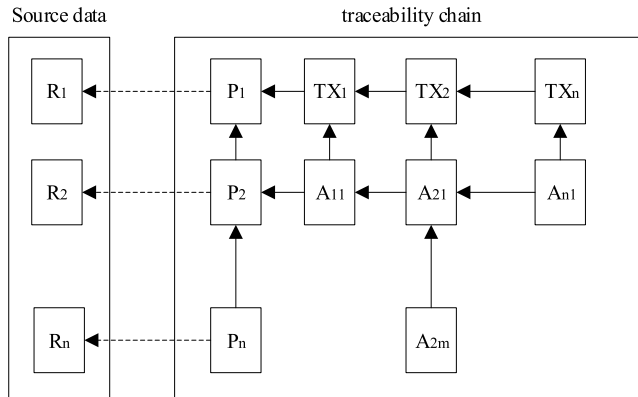 Source data traceability chain
R1 P1 TX1 TX2 TXn
R2 P2 A11 A21 An1
Rn Pn A2m